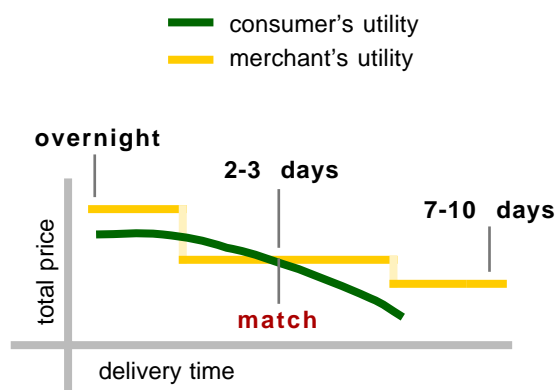 consumer's utility
merchant's utility
overnight
2-3 days
7-10 days
total price
match
delivery time